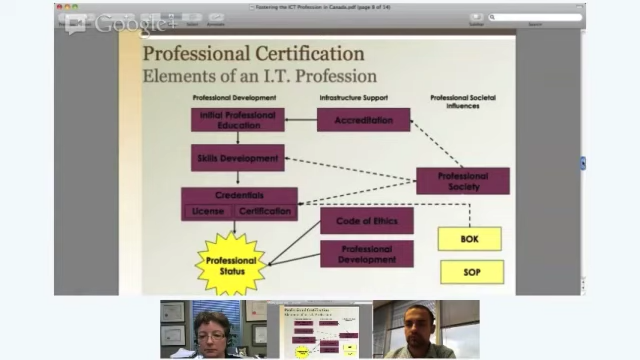 Fostering the ICT Profession in Canada.pdf (page 8 of 14)
Google+
Search
Professional Certification
Elements of an I.T. Profession
Professional Development
Infrastructure Support
Professional Societal
Influences
Initial Professional
Education
Accreditation
Skills Development
Professional
Society
Credentials
License
Certification
Code of Ethics
BOK
Professional
Status
Professional
Development
SOP